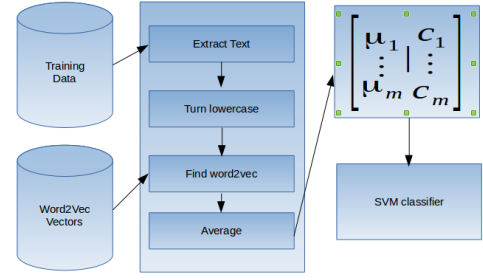 Training
Data
Extract Text
Turn lowercase
Word2Vec
Vectors
Find word2vec
Average
μ1 | c1
⋮ | ⋮
μm cm
SVM classifier